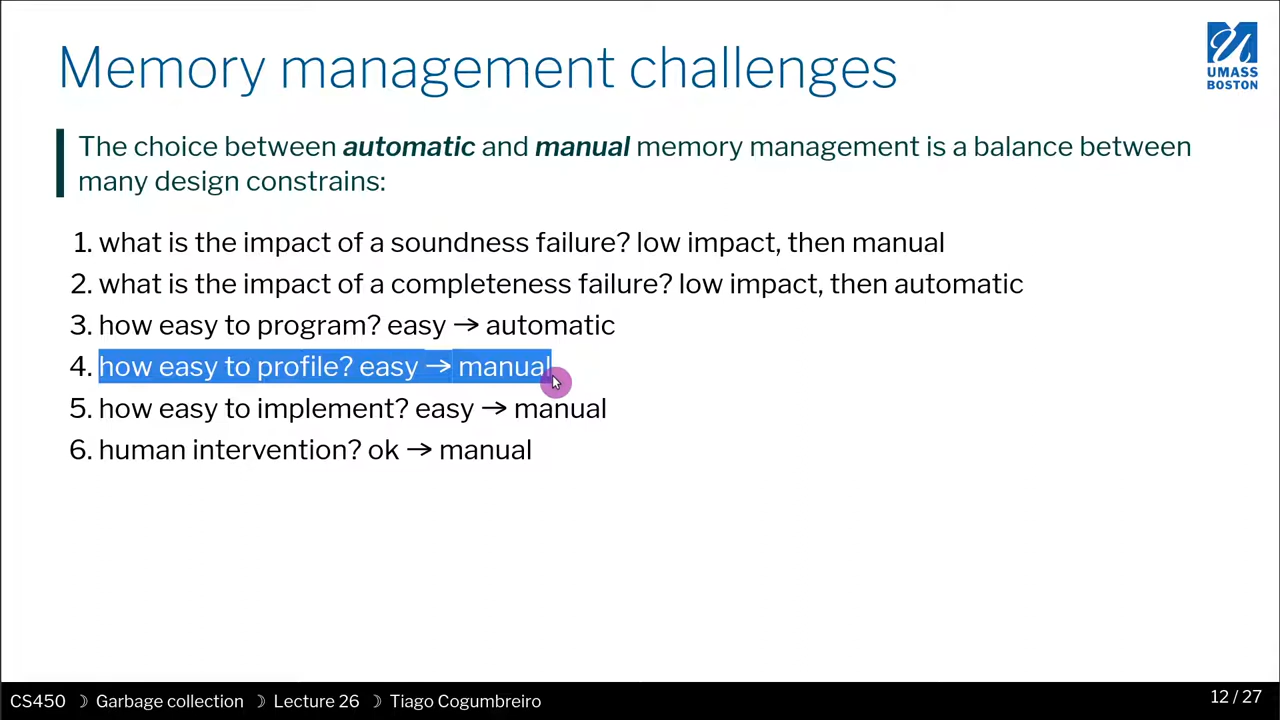 Memory management challenges
UMASS
BOSTON
The choice between automatic and manual memory management is a balance between
many design constrains:
1. what is the impact of a soundness failure? low impact, then manual
2. what is the impact of a completeness failure? low impact, then automatic
3. how easy to program? easy → automatic
4. how easy to profile? easy → manual
5. how easy to implement? easy → manual
6. human intervention? ok → manual
CS450 ☽ Garbage collection ☽ Lecture 26 ☽ Tiago Cogumbreiro
12 / 27